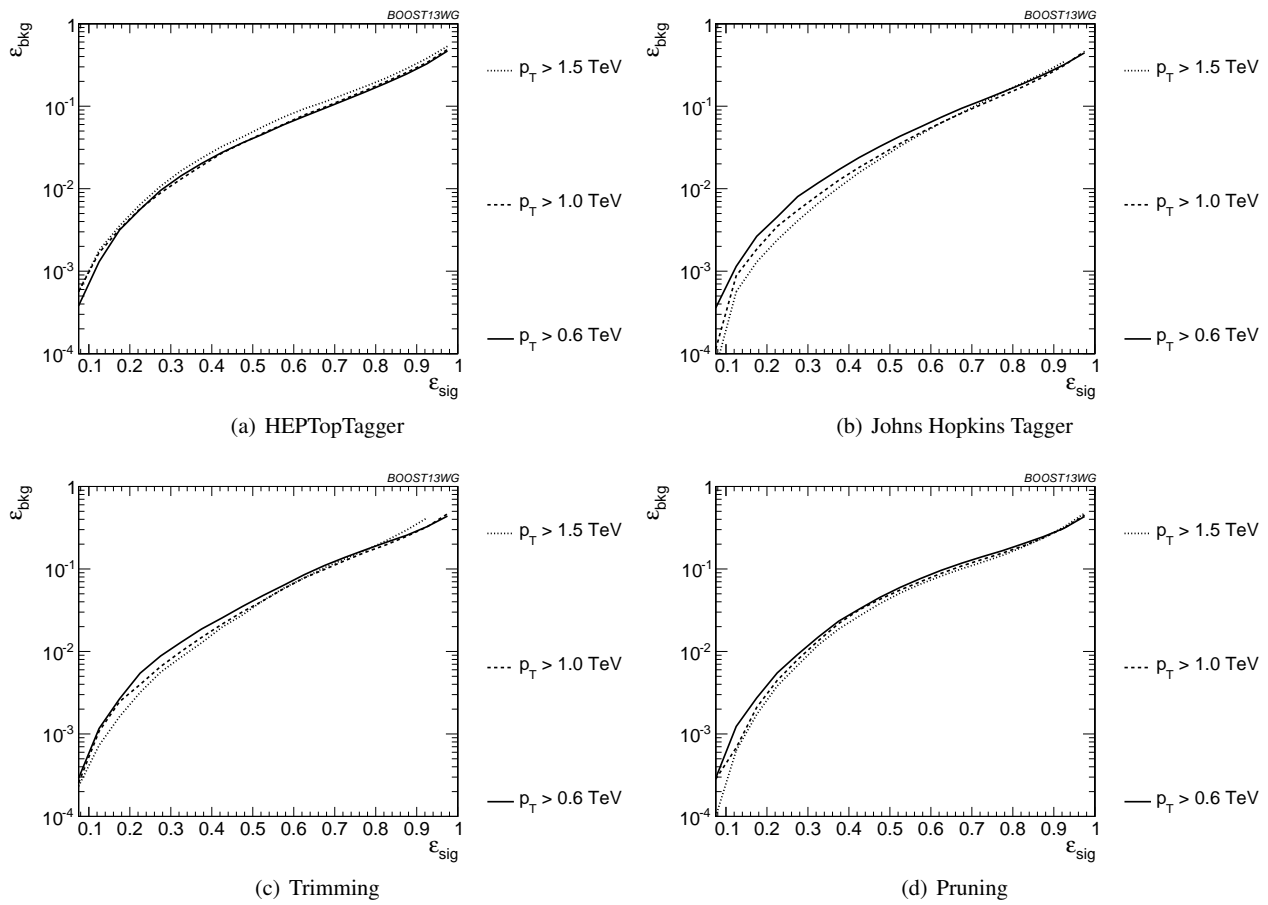 BOOST13WG
ε_bkg
1
10⁻¹
10⁻²
10⁻³
10⁻⁴
0.1 0.2 0.3 0.4 0.5 0.6 0.7 0.8 0.9 1
ε_sig
p_T > 1.5 TeV
p_T > 1.0 TeV
p_T > 0.6 TeV
(a) HEPTopTagger
BOOST13WG
ε_bkg
1
10⁻¹
10⁻²
10⁻³
10⁻⁴
0.1 0.2 0.3 0.4 0.5 0.6 0.7 0.8 0.9 1
ε_sig
p_T > 1.5 TeV
p_T > 1.0 TeV
p_T > 0.6 TeV
(b) Johns Hopkins Tagger
BOOST13WG
ε_bkg
1
10⁻¹
10⁻²
10⁻³
10⁻⁴
0.1 0.2 0.3 0.4 0.5 0.6 0.7 0.8 0.9 1
ε_sig
p_T > 1.5 TeV
p_T > 1.0 TeV
p_T > 0.6 TeV
(c) Trimming
BOOST13WG
ε_bkg
1
10⁻¹
10⁻²
10⁻³
10⁻⁴
0.1 0.2 0.3 0.4 0.5 0.6 0.7 0.8 0.9 1
ε_sig
p_T > 1.5 TeV
p_T > 1.0 TeV
p_T > 0.6 TeV
(d) Pruning